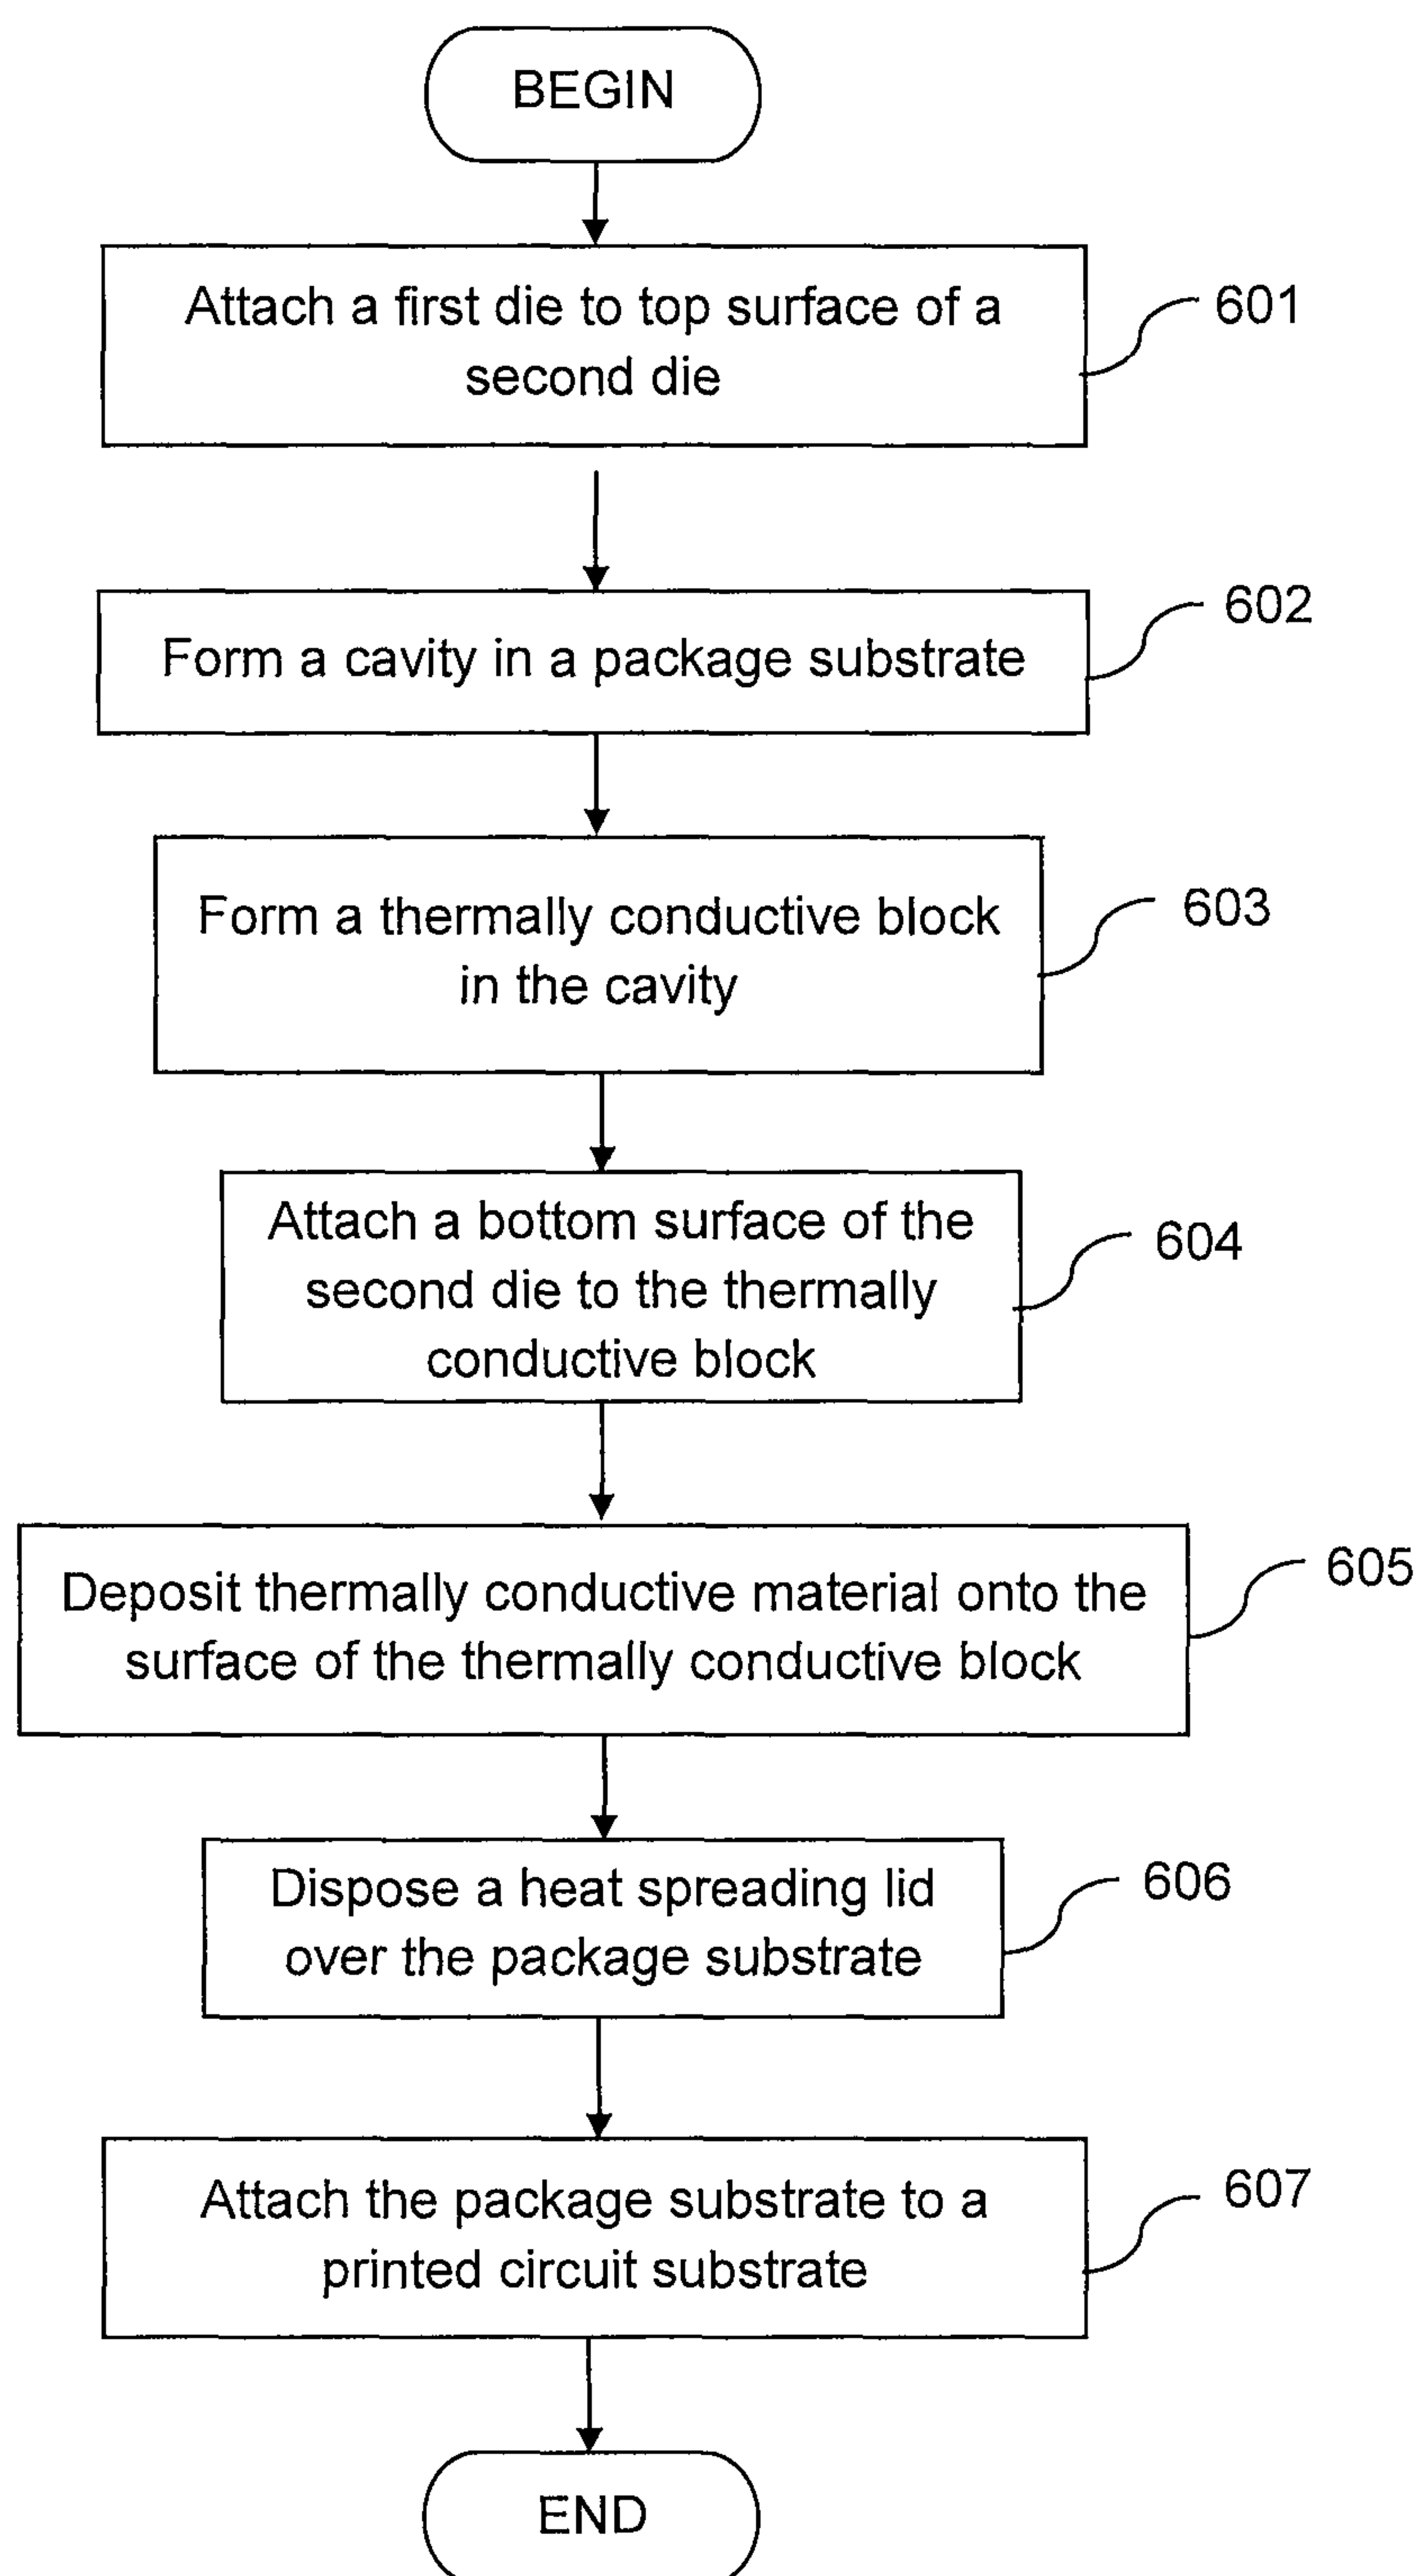 BEGIN
Attach a first die to top surface of a
second die
601
Form a cavity in a package substrate
602
Form a thermally conductive block
in the cavity
603
Attach a bottom surface of the
second die to the thermally
conductive block
604
Deposit thermally conductive material onto the
surface of the thermally conductive block
605
Dispose a heat spreading lid
over the package substrate
606
Attach the package substrate to a
printed circuit substrate
607
END